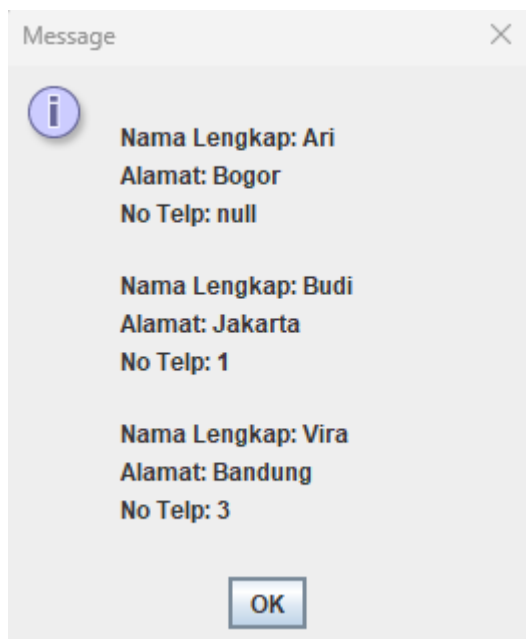 Message
Nama Lengkap: Ari
Alamat: Bogor
No Telp: null
Nama Lengkap: Budi
Alamat: Jakarta
No Telp: 1
Nama Lengkap: Vira
Alamat: Bandung
No Telp: 3
OK